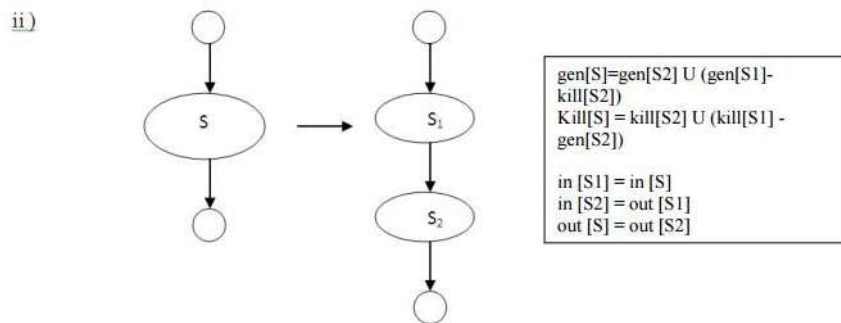 ii)
S
S₁
S₂
gen[S]=gen[S2] U (gen[S1]-
kill[S2])
Kill[S] = kill[S2] U (kill[S1] -
gen[S2])
in [S1] = in [S]
in [S2] = out [S1]
out [S] = out [S2]